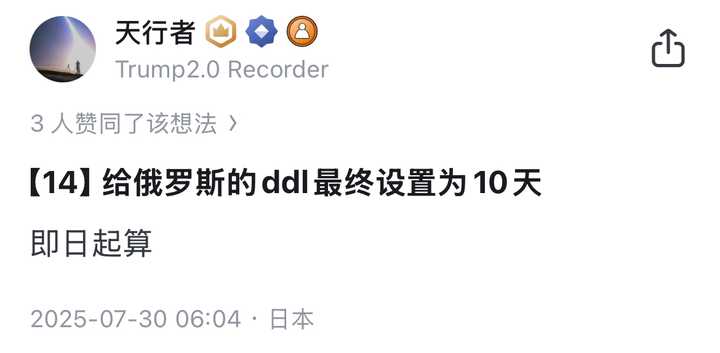 天行者
Trump2.0 Recorder
3 人赞同了该想法
【14】给俄罗斯的ddl最终设置为10天
即日起算
2025-07-30 06:04 · 日本